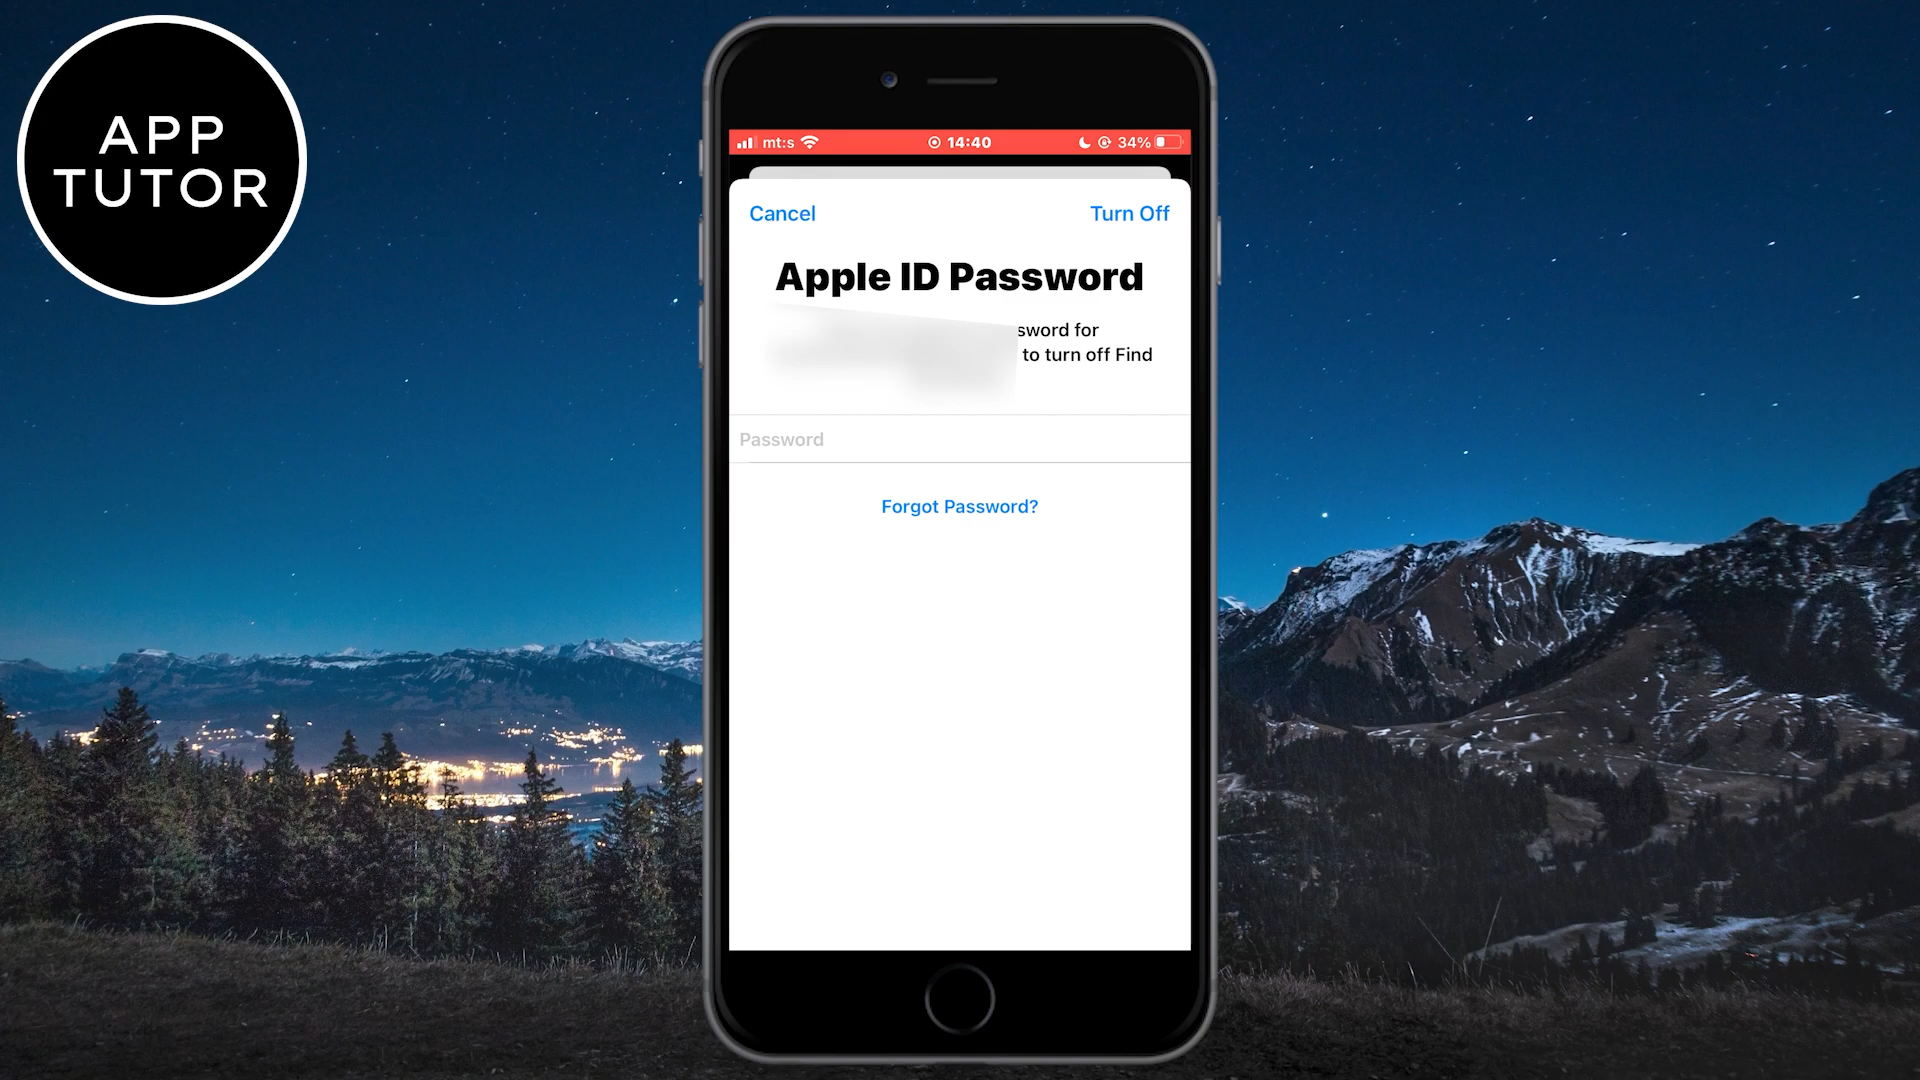 APP
TUTOR
mt:s 14:40 34%
Cancel Turn Off
Apple ID Password
sword for
to turn off Find
Password
Forgot Password?